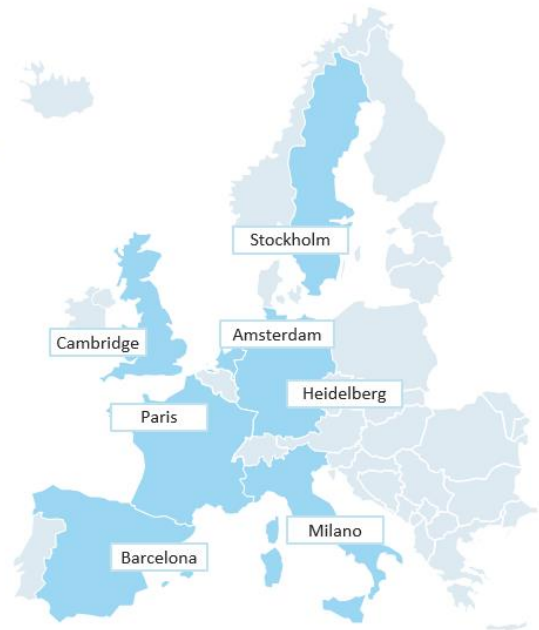 Stockholm
Amsterdam
Cambridge
Heidelberg
Paris
Milano
Barcelona